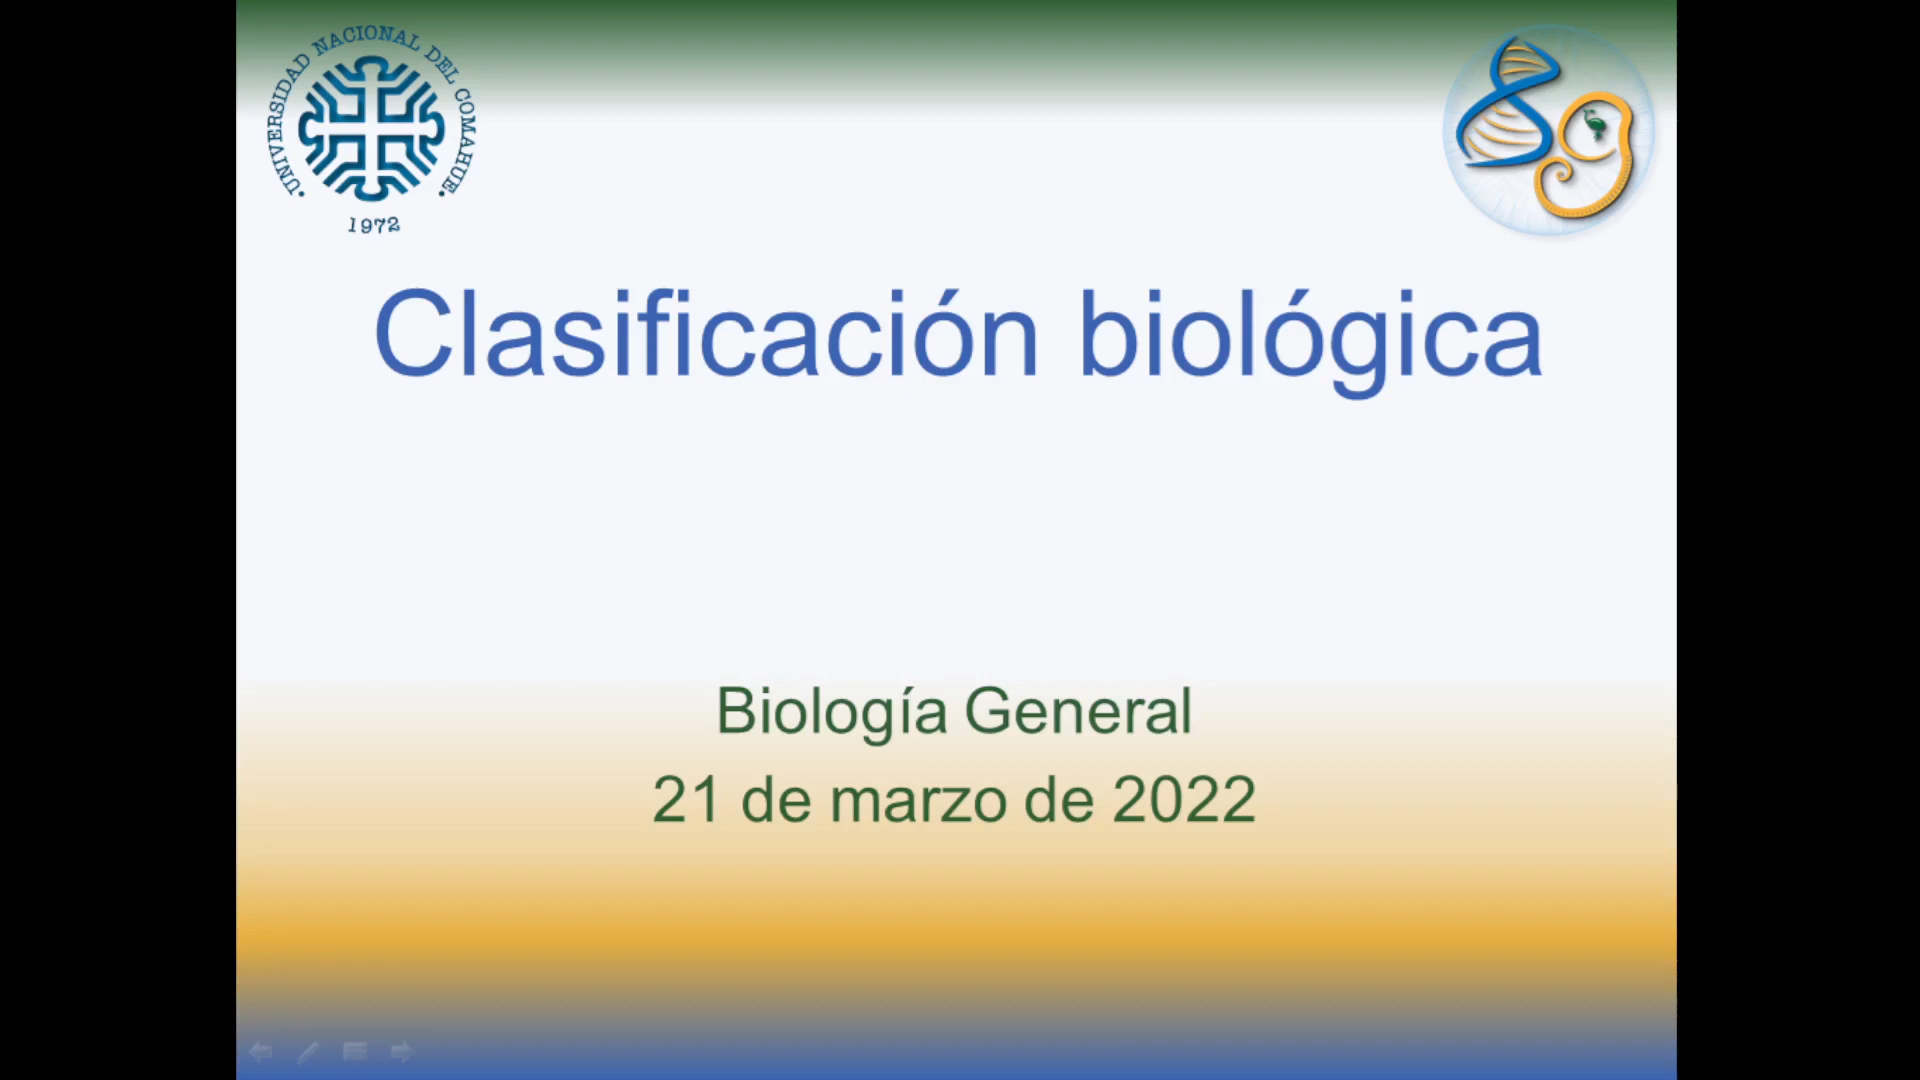 UNIVERSIDAD NACIONAL DEL COMAHUE
1972
Clasificación biológica
Biología General
21 de marzo de 2022